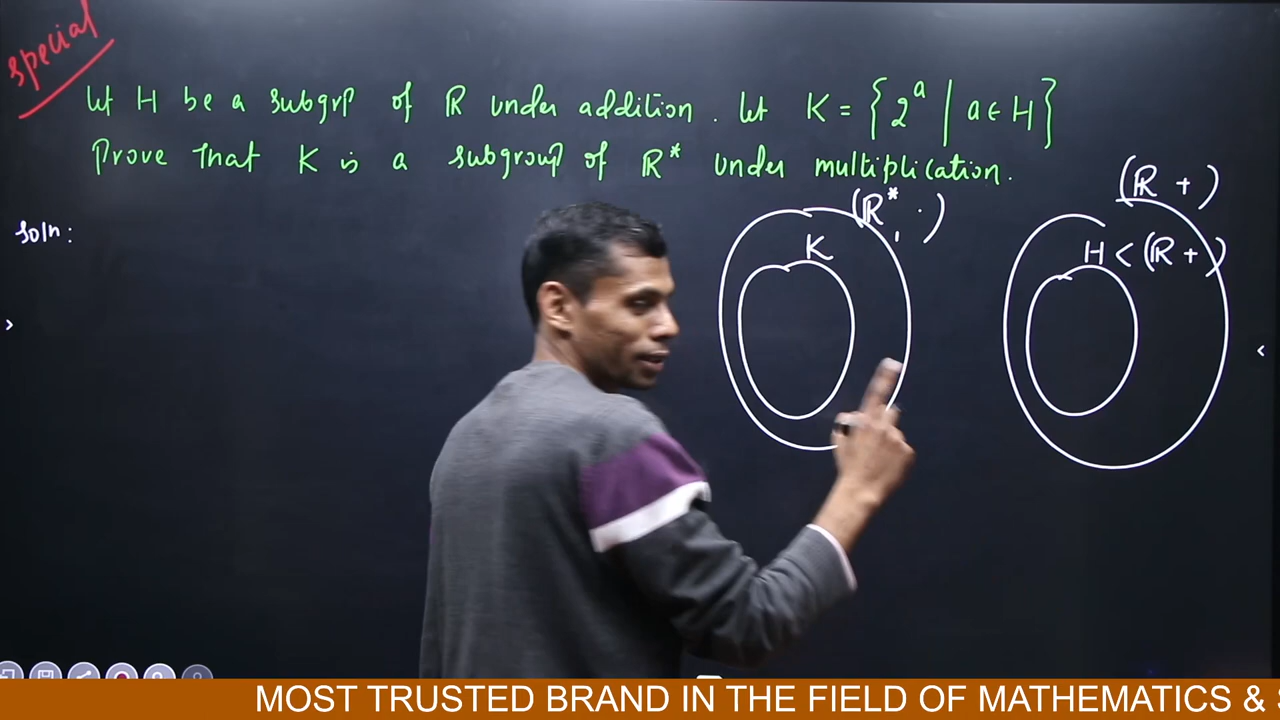 special
Let H be a subgrp of ℝ under addition. Let K = {2^a | a ∈ H}
Prove that K is a subgroup of ℝ* under multiplication.
Soln:
(ℝ*, ·)
K
(ℝ +)
H < (ℝ +)
MOST TRUSTED BRAND IN THE FIELD OF MATHEMATICS &